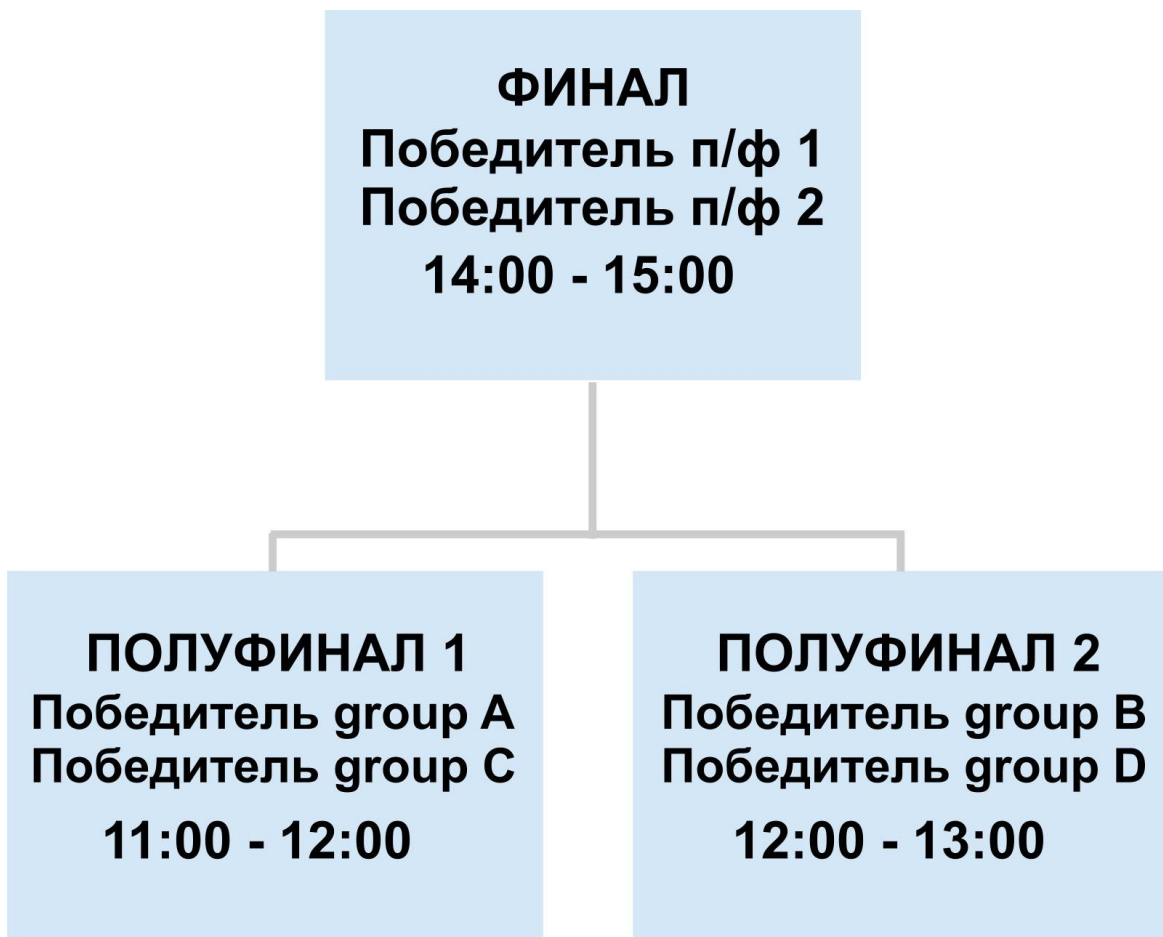 ФИНАЛ
Победитель п/ф 1
Победитель п/ф 2
14:00 - 15:00
ПОЛУФИНАЛ 1
Победитель group A
Победитель group C
11:00 - 12:00
ПОЛУФИНАЛ 2
Победитель group B
Победитель group D
12:00 - 13:00